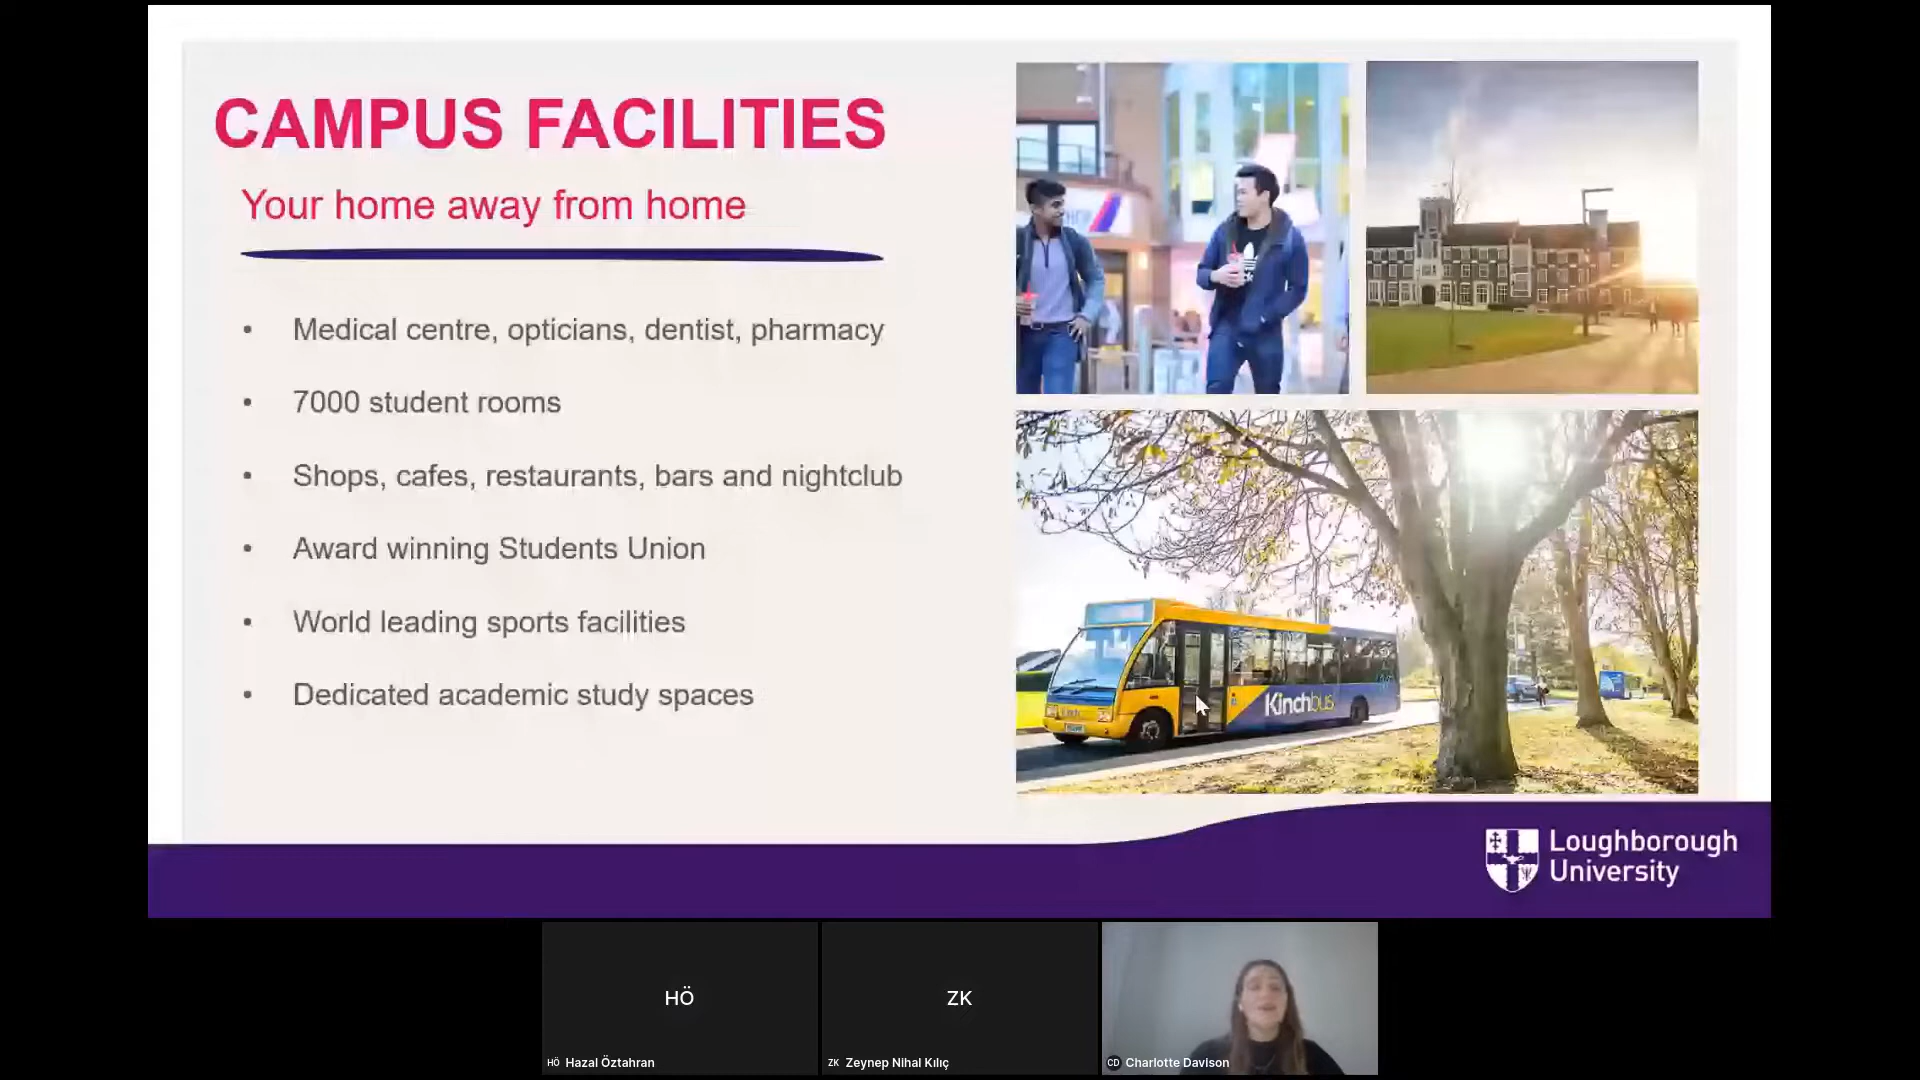 CAMPUS FACILITIES
Your home away from home
• Medical centre, opticians, dentist, pharmacy
• 7000 student rooms
• Shops, cafes, restaurants, bars and nightclub
• Award winning Students Union
• World leading sports facilities
• Dedicated academic study spaces
Kinchbus
Loughborough
University
HÖ
ZK
HÖ Hazal Öztahran
ZK Zeynep Nihal Kılıç
CD Charlotte Davison